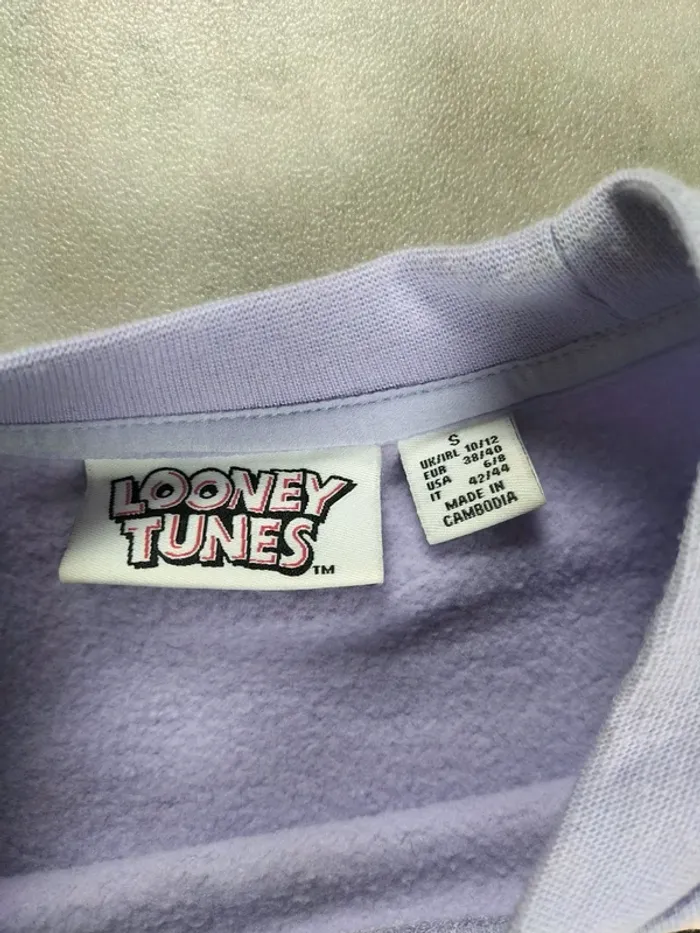 LOONEY
TUNES
TM
S
UK/IRL 10/12
EUR 38/40
USA 6/8
IT 42/44
MADE IN
CAMBODIA